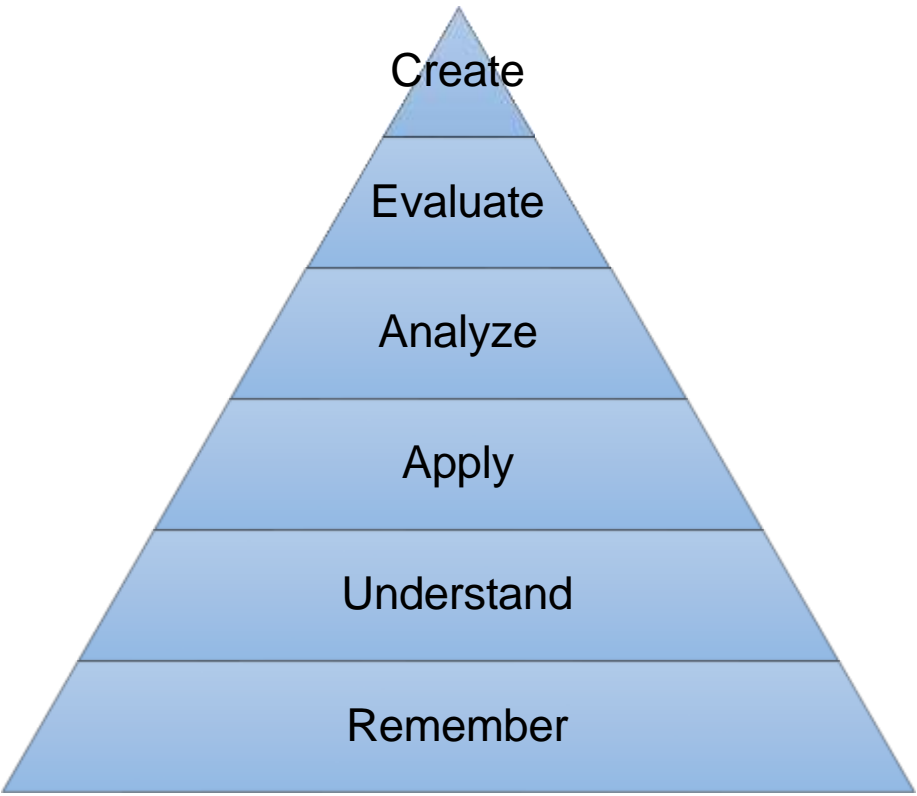 Create
Evaluate
Analyze
Apply
Understand
Remember